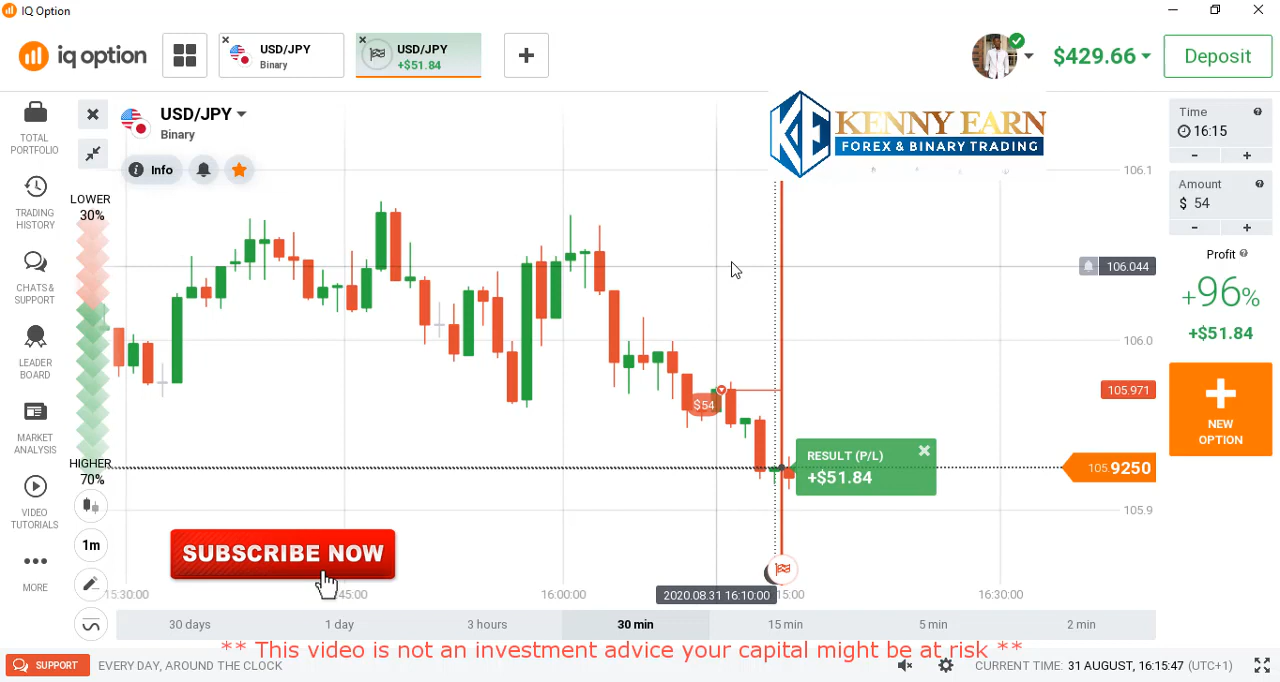 IQ Option
iq option
USD/JPY
Binary
USD/JPY
+$51.84
$429.66
Deposit
TOTAL
PORTFOLIO
TRADING
HISTORY
CHATS &
SUPPORT
LEADER
BOARD
MARKET
ANALYSIS
VIDEO
TUTORIALS
MORE
USD/JPY
Binary
Info
LOWER
30%
HIGHER
70%
1m
KE
KENNY EARN
FOREX & BINARY TRADING
106.1
106.044
106.0
105.971
105.9250
105.9
$54
RESULT (P/L)
+$51.84
SUBSCRIBE NOW
15:30:00
:45:00
16:00:00
2020.08.31 16:10:00
:15:00
16:30:00
30 days
1 day
3 hours
30 min
15 min
5 min
2 min
Time
16:15
- +
Amount
$ 54
- +
Profit
+96%
+$51.84
NEW
OPTION
** This video is not an investment advice your capital might be at risk **
SUPPORT
EVERY DAY, AROUND THE CLOCK
CURRENT TIME: 31 AUGUST, 16:15:47 (UTC+1)